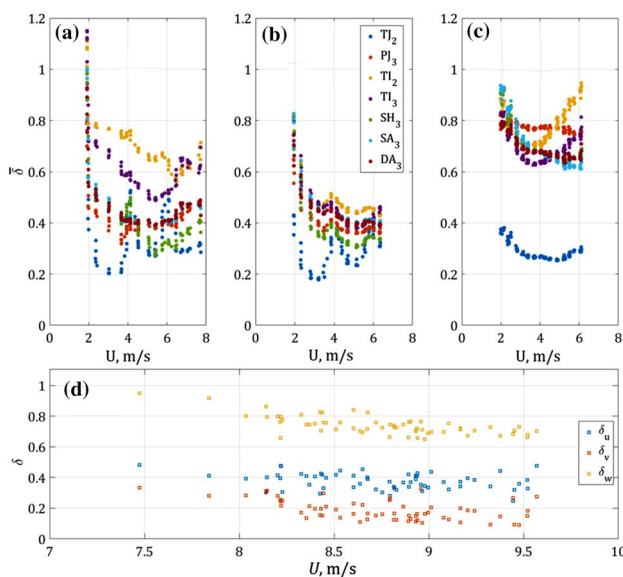 (a)
(b)
(c)
1.2
1
0.8
0.6
0.4
0.2
0
δ̅
0
2
4
6
8
U, m/s
1.2
1
0.8
0.6
0.4
0.2
0
0
2
4
6
8
U, m/s
TJ₂
PJ₃
TI₂
TI₃
SH₃
SA₃
DA₃
1.2
1
0.8
0.6
0.4
0.2
0
0
2
4
6
8
U, m/s
(d)
1
0.8
0.6
0.4
0.2
0
δ
7
7.5
8
8.5
9
9.5
10
U, m/s
δᵤ
δᵥ
δ_w